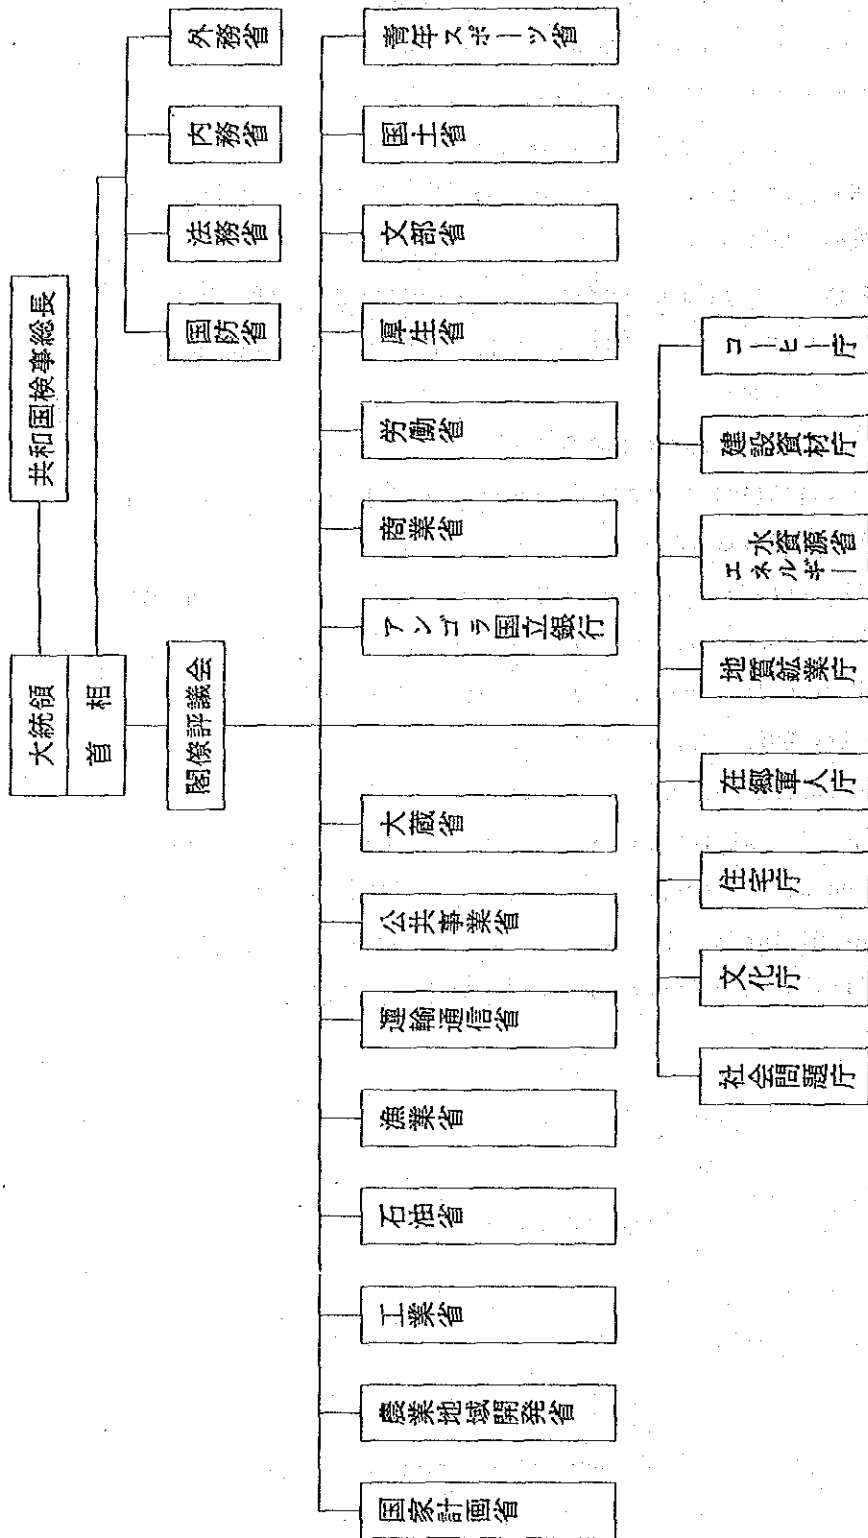 大統領
首相
共和国検事総長
閣僚評議会
国防省
法務省
内務省
外務省
国家計画省
農業地域開発省
工業省
石油省
漁業省
運輸通信省
公共事業省
大蔵省
アンゴラ国立銀行
商業省
労働省
厚生省
文部省
国土省
青年スポーツ省
社会問題庁
文化庁
住宅庁
在郷軍人庁
地質鉱業庁
エネルギー
水資源省
建設資材庁
コーヒー庁